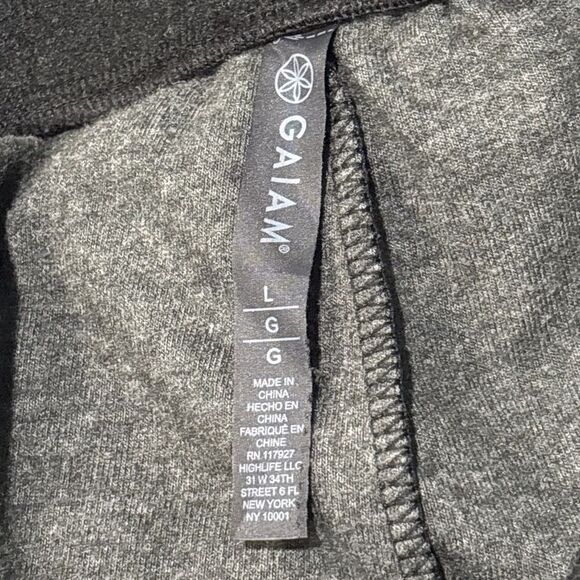 GAIAM®
L
G
G
MADE IN
CHINA
HECHO EN
CHINA
FABRIQUÉ EN
CHINE
RN 117927
HIGHLIFE LLC
31 W 34TH
STREET 6 FL
NEW YORK,
NY 10001